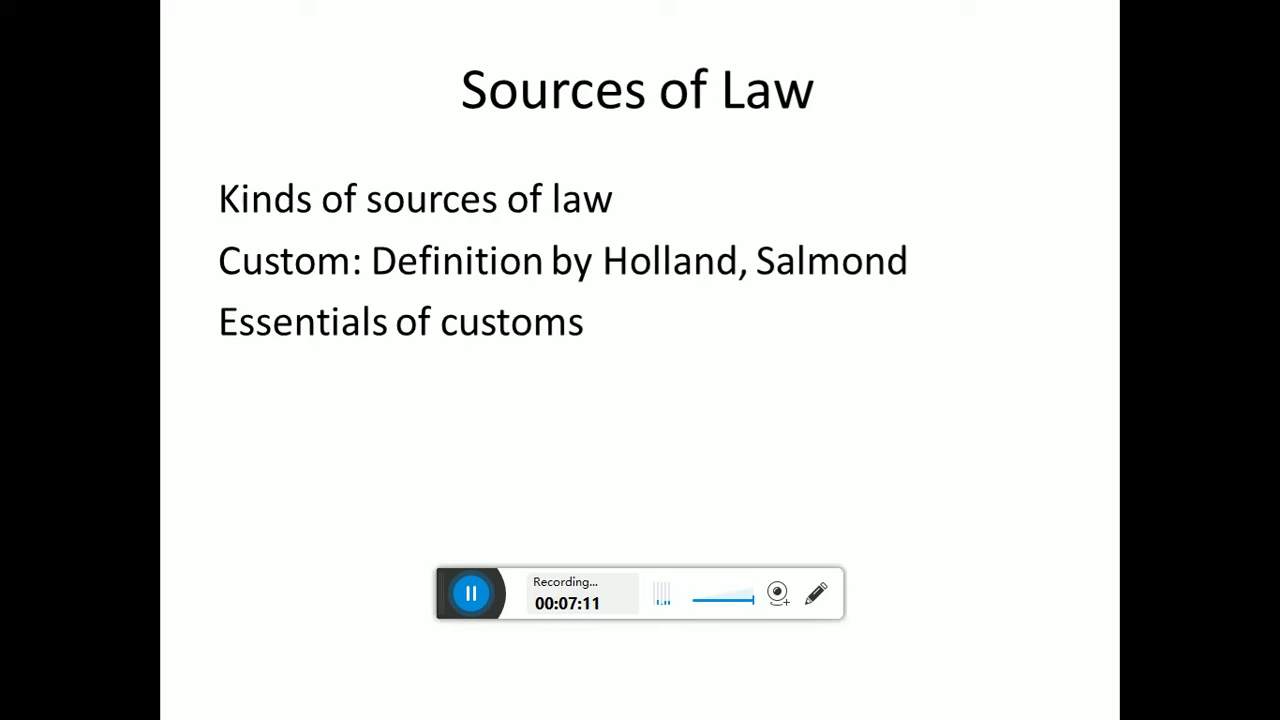 Sources of Law
Kinds of sources of law
Custom: Definition by Holland, Salmond
Essentials of customs
Recording...
00:07:11